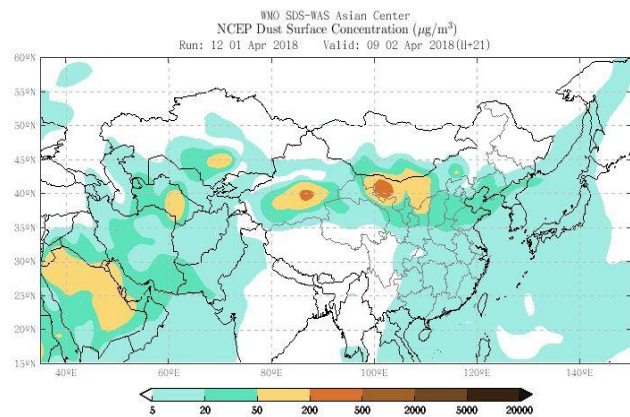 WMO SDS-WAS Asian Center
NCEP Dust Surface Concentration (μg/m³)
Run: 12 01 Apr 2018 Valid: 09 02 Apr 2018(H+21)
60ºN
55ºN
50ºN
45ºN
40ºN
35ºN
30ºN
25ºN
20ºN
15ºN
40ºE 60ºE 80ºE 100ºE 120ºE 140ºE
5 20 50 200 500 2000 5000 20000